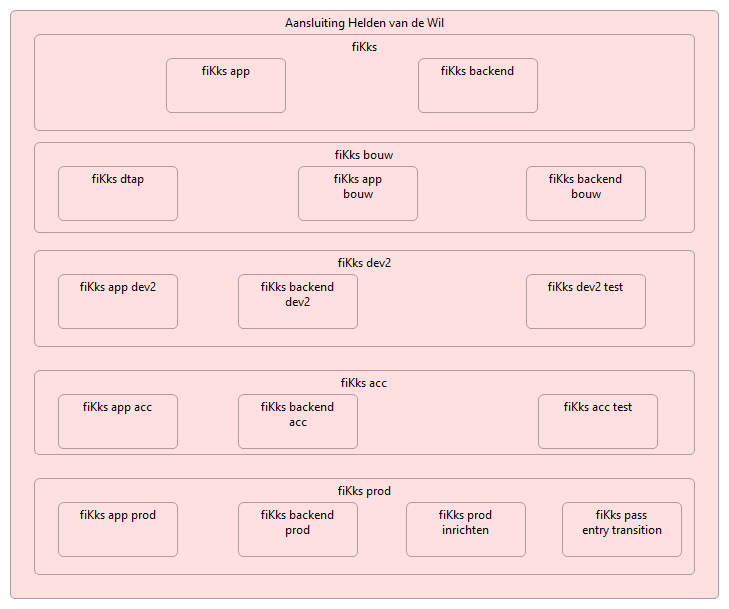 Aansluiting Helden van de Wil
fiKks
fiKks app
fiKks backend
fiKks bouw
fiKks dtap
fiKks app
bouw
fiKks backend
bouw
fiKks dev2
fiKks app dev2
fiKks backend
dev2
fiKks dev2 test
fiKks acc
fiKks app acc
fiKks backend
acc
fiKks acc test
fiKks prod
fiKks app prod
fiKks backend
prod
fiKks prod
inrichten
fiKks pass
entry transition